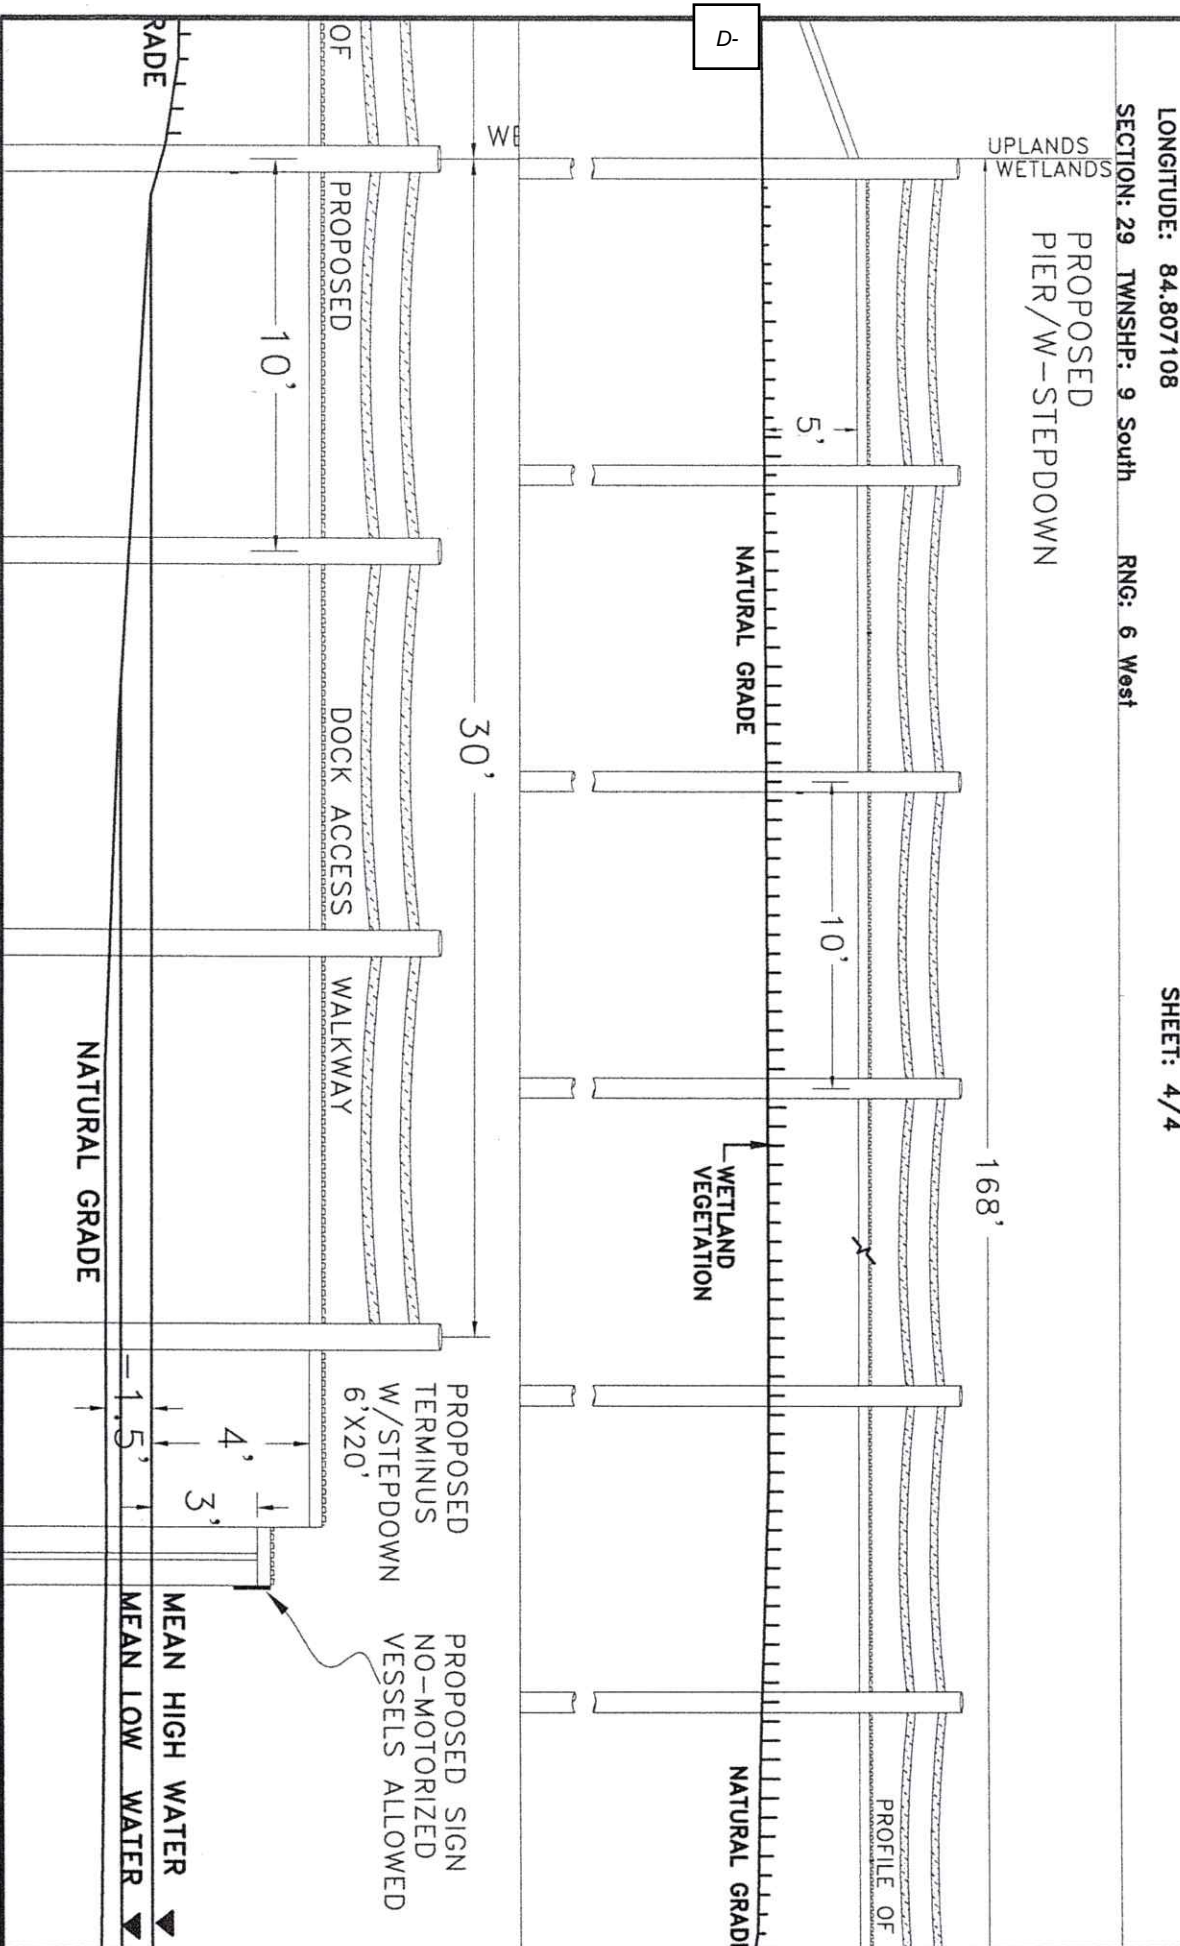 D-
LONGITUDE: 84.807108
SHEET: 4/4
SECTION: 29 TWNSHP: 9 South RNG: 6 West
UPLANDS
WETLANDS
PROPOSED
PIER/W-STEPDOWN
168'
5'
10'
NATURAL GRADE
WETLAND
VEGETATION
PROFILE OF
NATURAL GRADE
WE
OF
RADE
30'
PROPOSED DOCK ACCESS WALKWAY
10'
NATURAL GRADE
PROPOSED
TERMINUS
W/STEPDOWN
6'X20'
PROPOSED SIGN
NO-MOTORIZED
VESSELS ALLOWED
4'
3'
-1.5'
MEAN HIGH WATER
MEAN LOW WATER